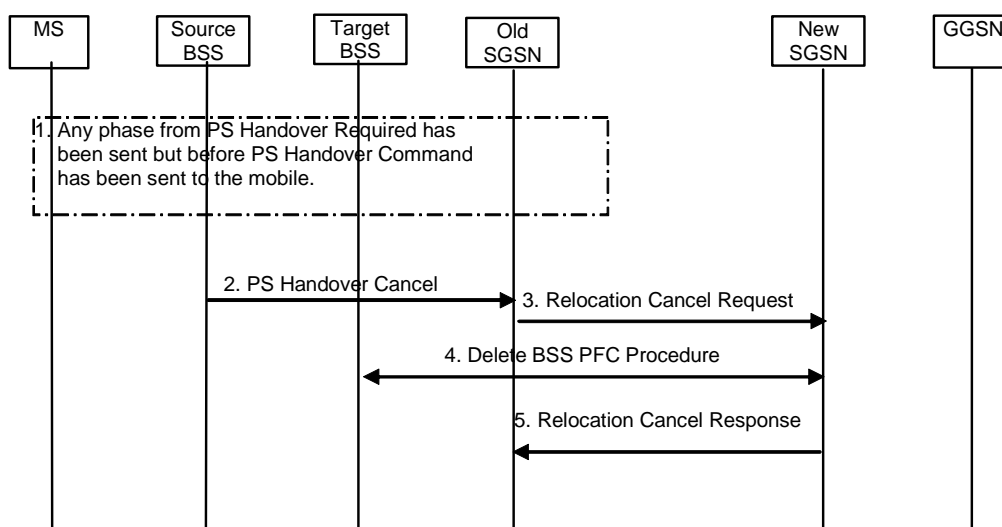 MS
Source
BSS
Target
BSS
Old
SGSN
New
SGSN
GGSN
1. Any phase from PS Handover Required has
been sent but before PS Handover Command
has been sent to the mobile.
2. PS Handover Cancel
3. Relocation Cancel Request
4. Delete BSS PFC Procedure
5. Relocation Cancel Response